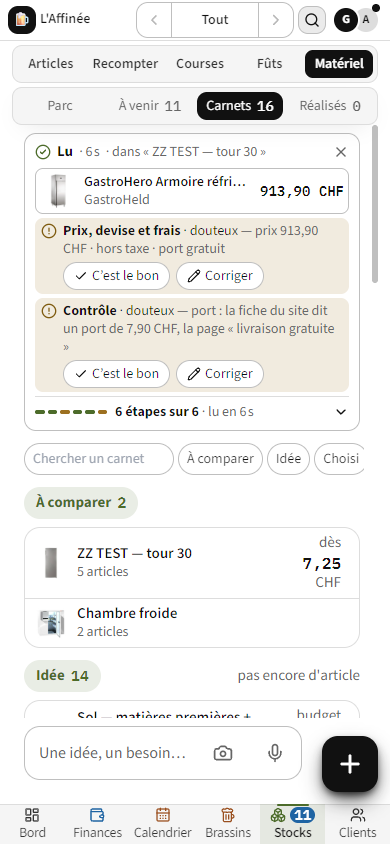 L'Affinée
Tout
G
A
Articles
Recompter
Courses
Fûts
Matériel
Parc
À venir 11
Carnets 16
Réalisés 0
Lu · 6 s · dans « ZZ TEST — tour 30 »
GastroHero Armoire réfri…
GastroHeld
913,90 CHF
Prix, devise et frais · douteux — prix 913,90
CHF · hors taxe · port gratuit
C'est le bon
Corriger
Contrôle · douteux — port : la fiche du site dit
un port de 7,90 CHF, la page « livraison gratuite
»
C'est le bon
Corriger
6 étapes sur 6 · lu en 6 s
Chercher un carnet
À comparer
Idée
Choisi
À comparer 2
ZZ TEST — tour 30
5 articles
dès
7,25
CHF
Chambre froide
2 articles
Idée 14
pas encore d'article
Sol — matières premières +
budget
Une idée, un besoin…
Bord
Finances
Calendrier
Brassins
11
Stocks
Clients